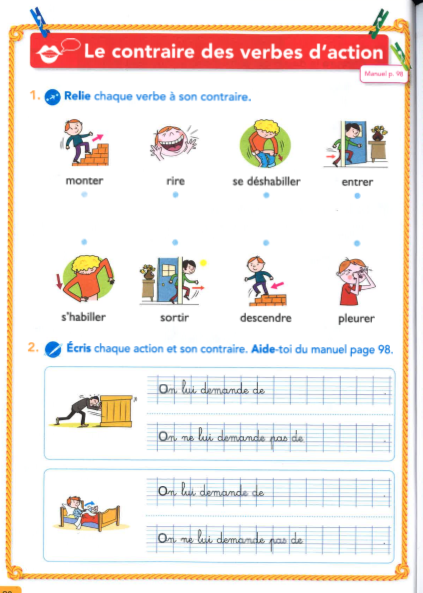 Le contraire des verbes d'action
Manuel p. 98
1. Relie chaque verbe à son contraire.
monter rire se déshabiller entrer
s'habiller sortir descendre pleurer
2. Écris chaque action et son contraire. Aide-toi du manuel page 98.
On lui demande de .
On ne lui demande pas de .
On lui demande de .
On ne lui demande pas de .